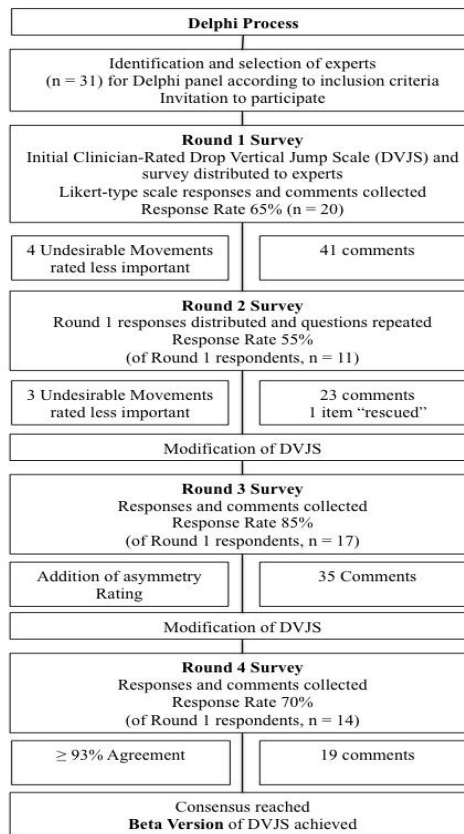 Delphi Process
Identification and selection of experts
(n = 31) for Delphi panel according to inclusion criteria
Invitation to participate
Round 1 Survey
Initial Clinician-Rated Drop Vertical Jump Scale (DVJS) and
survey distributed to experts
Likert-type scale responses and comments collected
Response Rate 65% (n = 20)
4 Undesirable Movements
rated less important
41 comments
Round 2 Survey
Round 1 responses distributed and questions repeated
Response Rate 55%
(of Round 1 respondents, n = 11)
3 Undesirable Movements
rated less important
23 comments
1 item “rescued”
Modification of DVJS
Round 3 Survey
Responses and comments collected
Response Rate 85%
(of Round 1 respondents, n = 17)
Addition of asymmetry
Rating
35 Comments
Modification of DVJS
Round 4 Survey
Responses and comments collected
Response Rate 70%
(of Round 1 respondents, n = 14)
≥ 93% Agreement
19 comments
Consensus reached
Beta Version of DVJS achieved